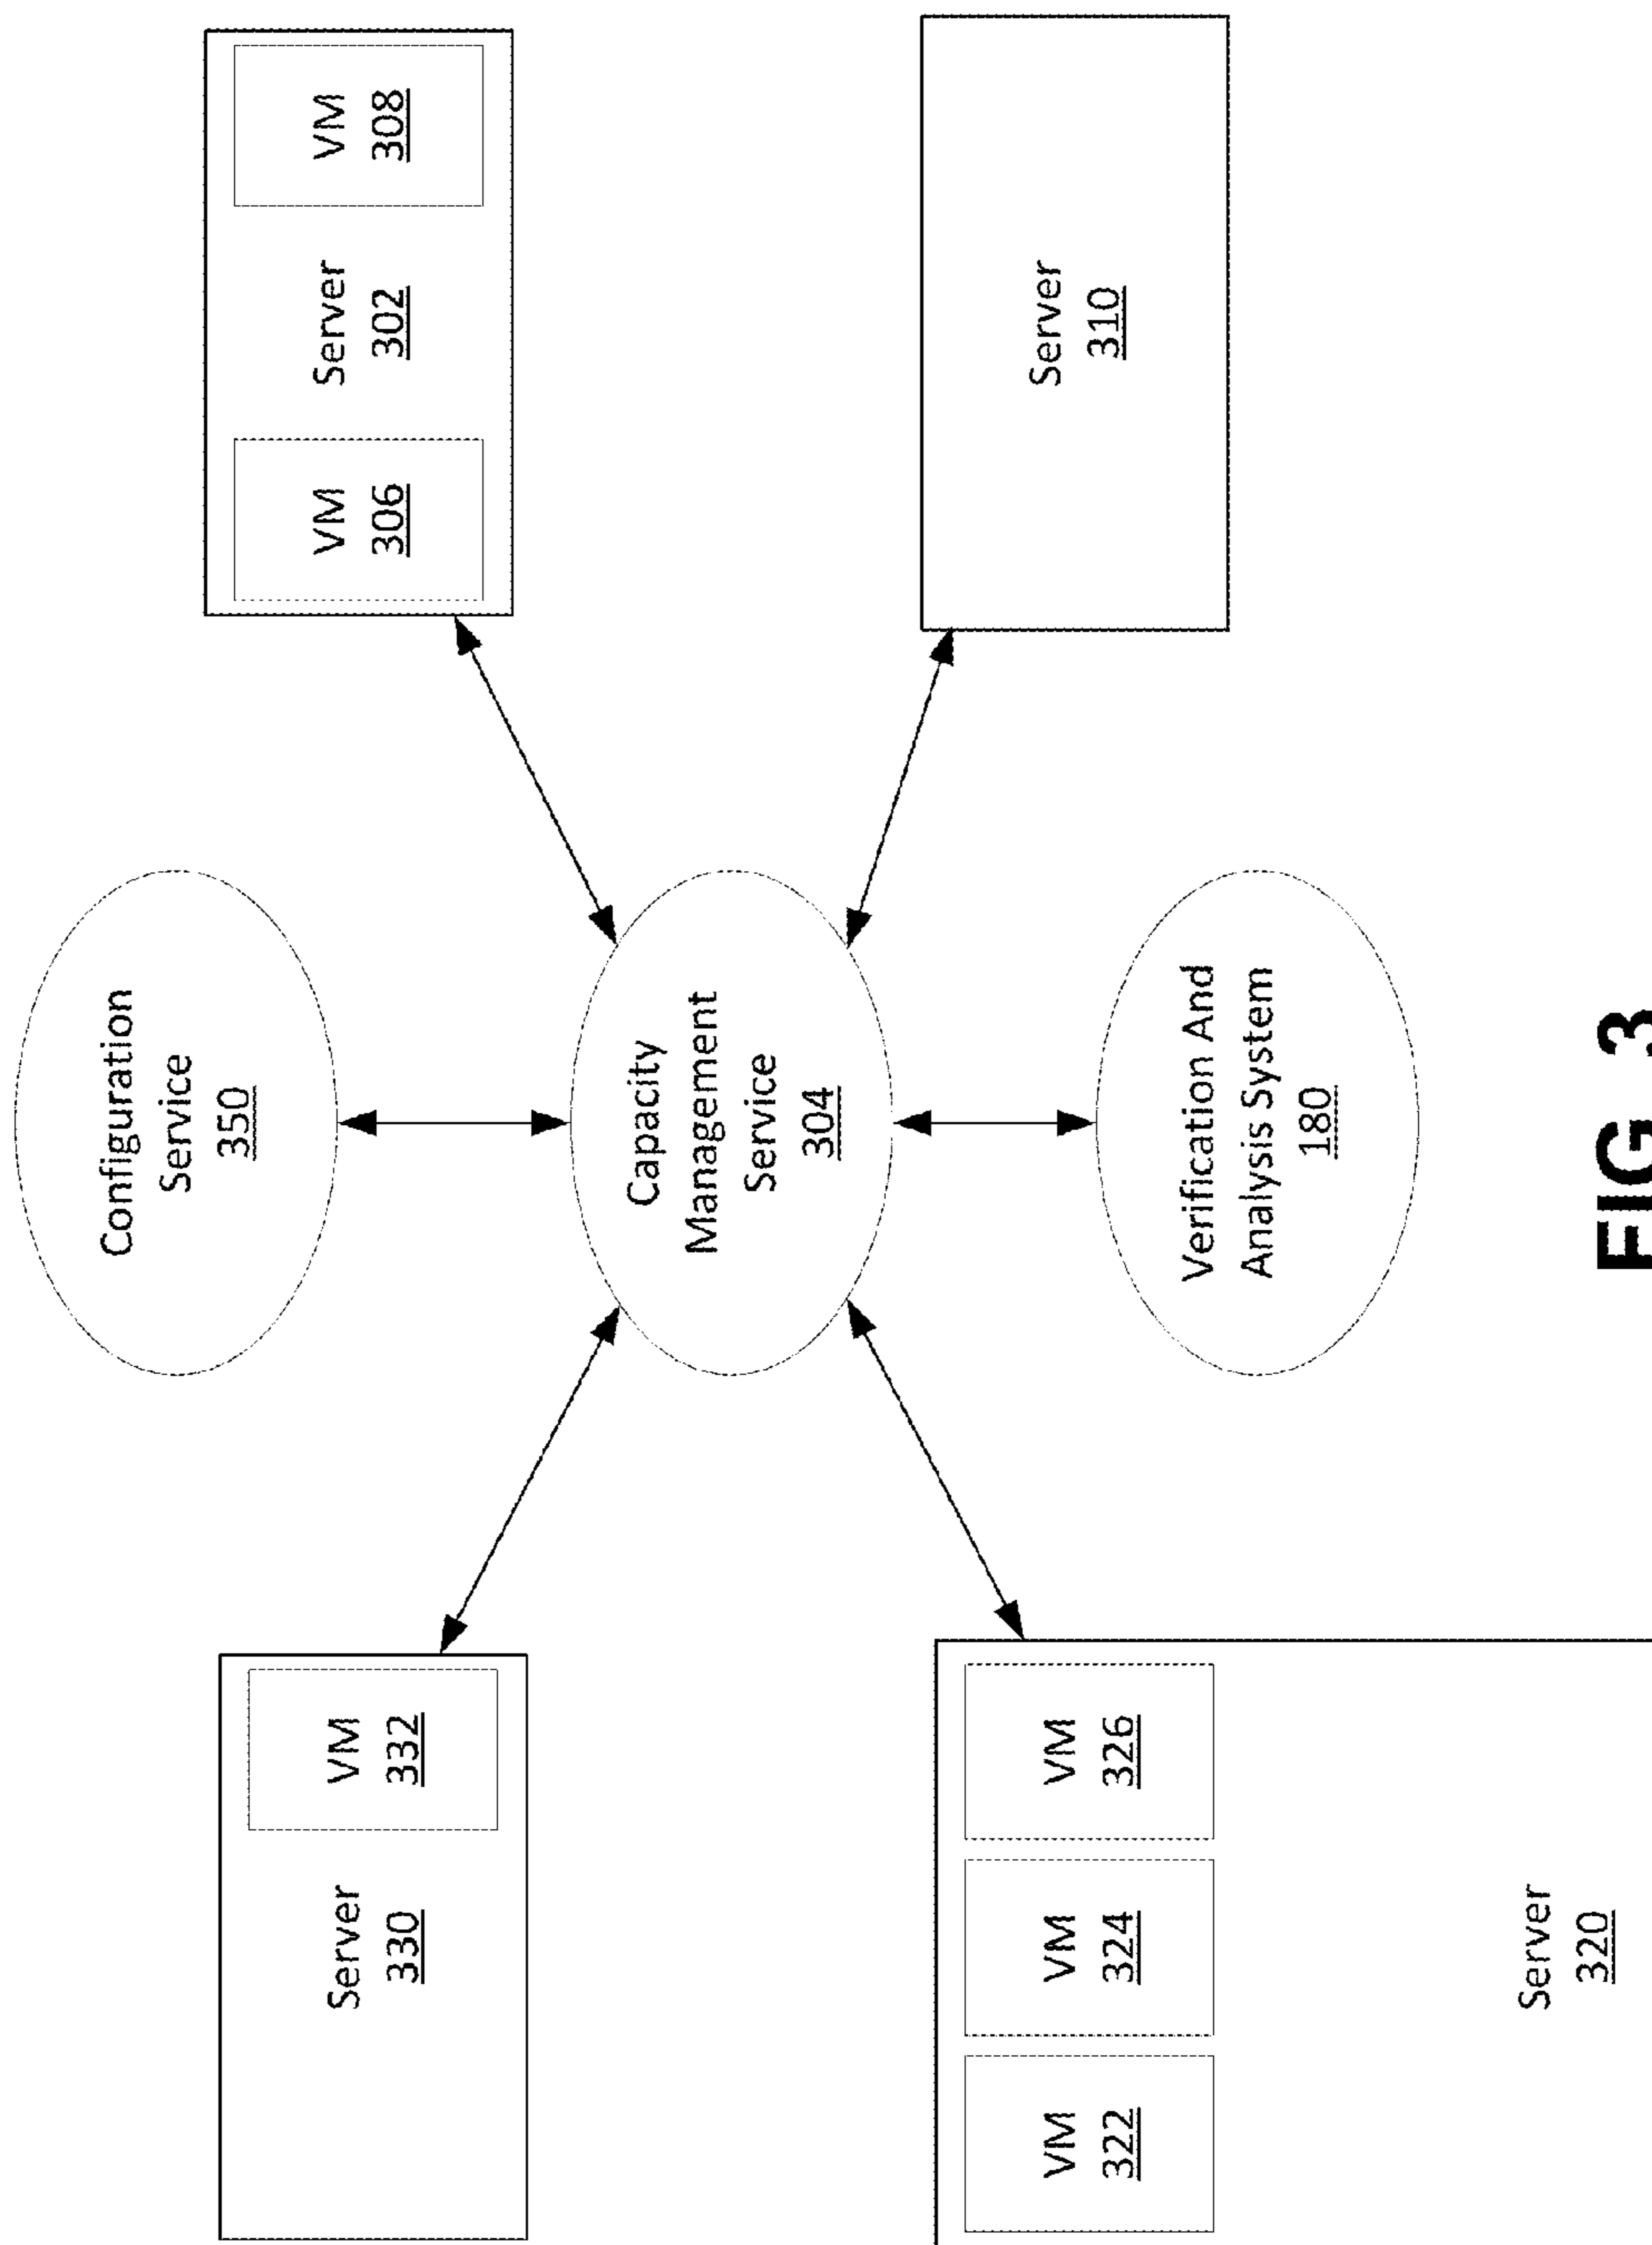 Configuration
Service
350
Server
330
VM
332
VM
306
Server
302
VM
308
Capacity
Management
Service
304
VM
322
VM
324
VM
326
Server
320
Server
310
Verification And
Analysis System
180
FIG 3